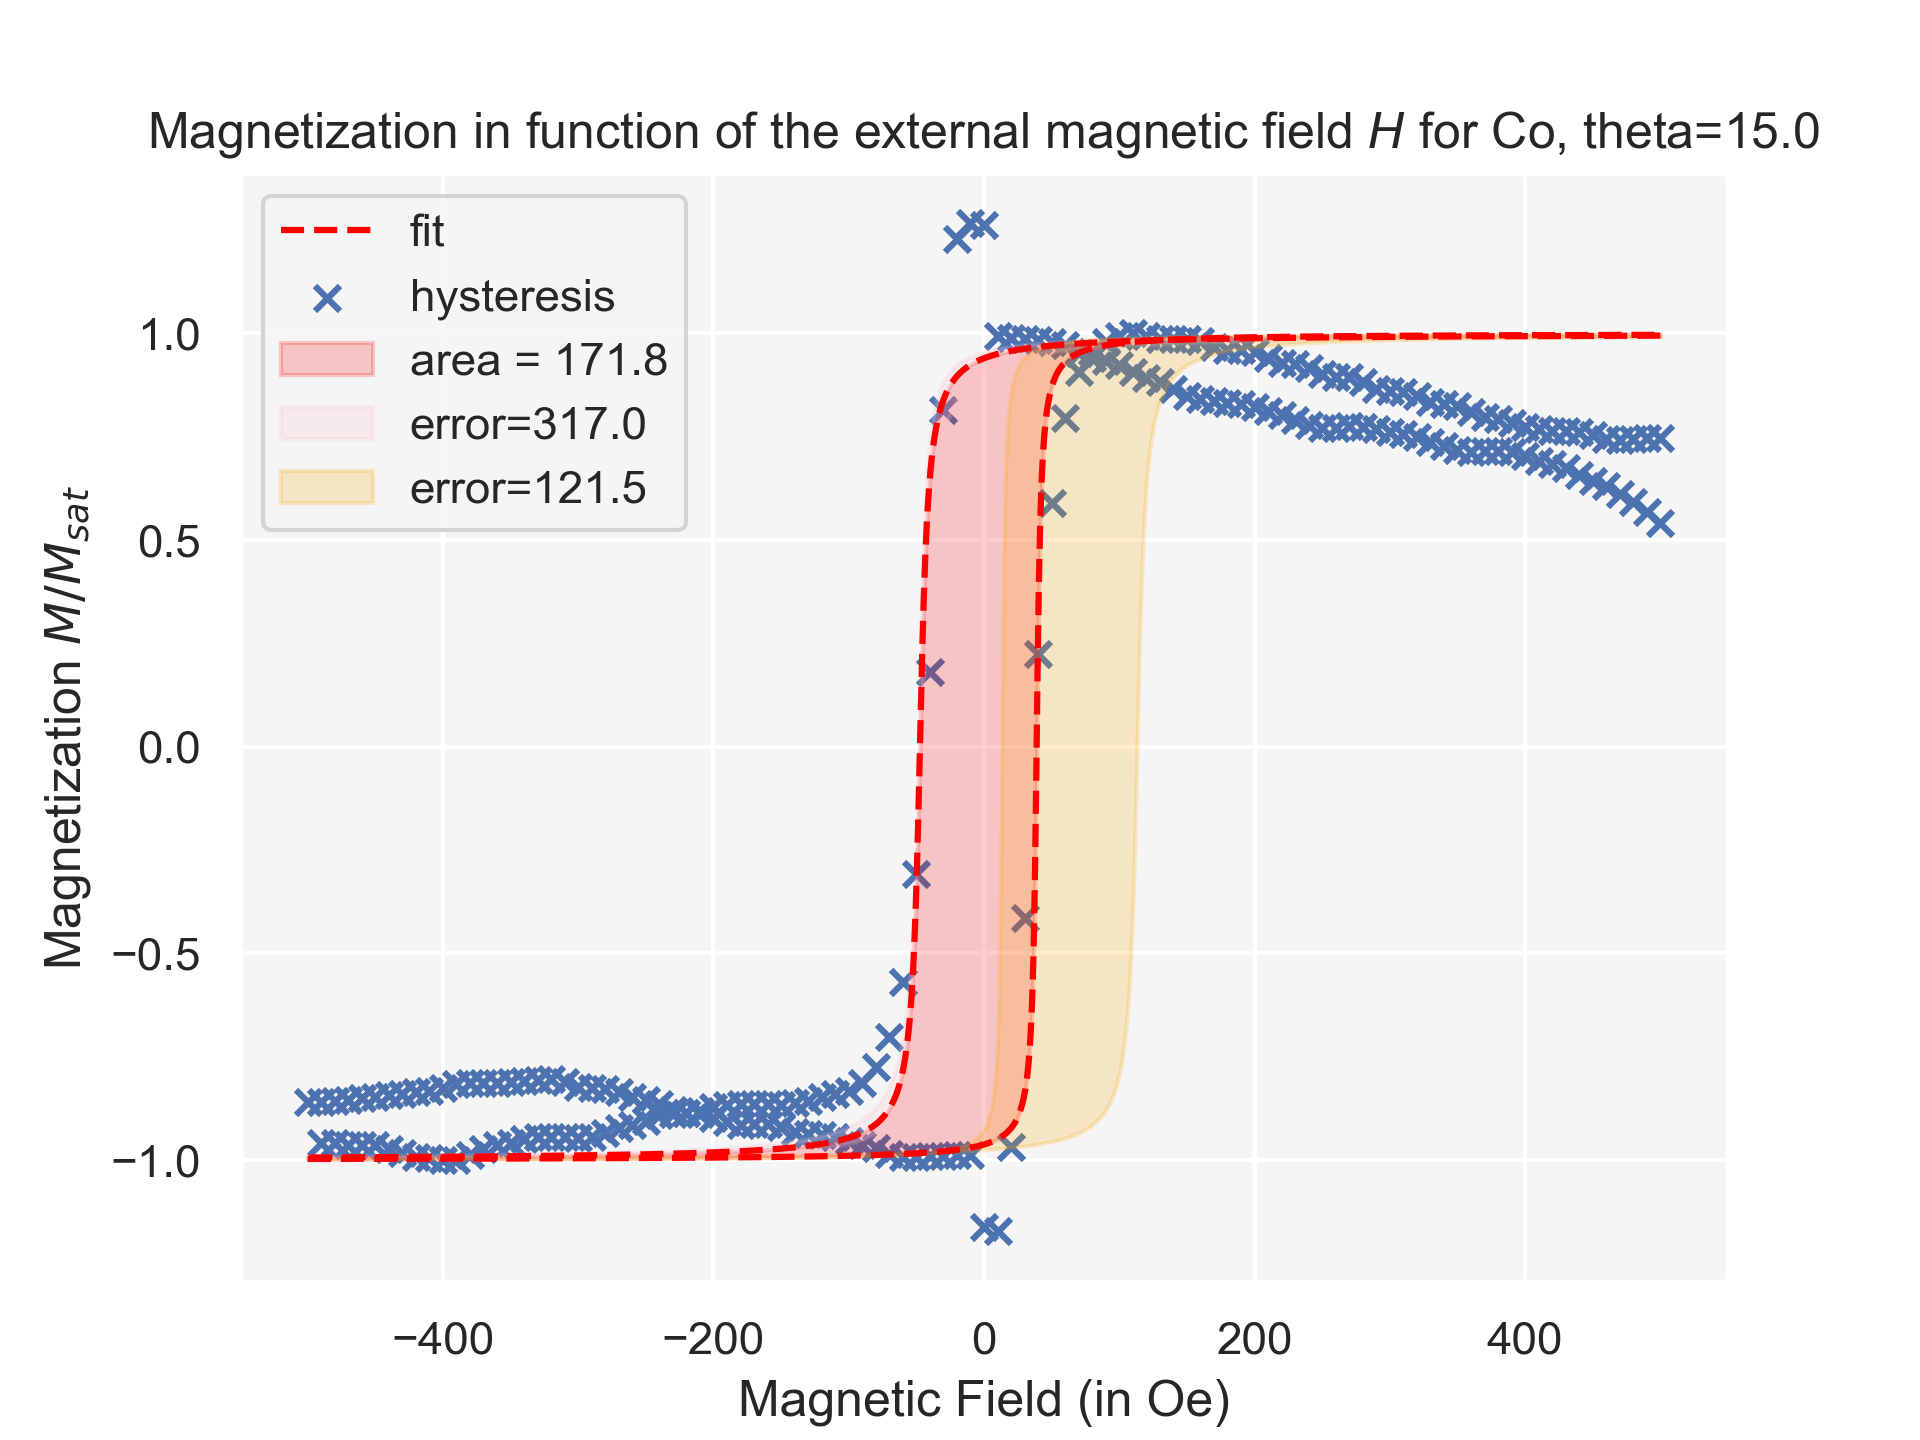 Magnetization in function of the external magnetic field H for Co, theta=15.0
fit
hysteresis
area = 171.8
error=317.0
error=121.5
1.0
0.5
0.0
−0.5
−1.0
Magnetization M/M_sat
−400
−200
0
200
400
Magnetic Field (in Oe)